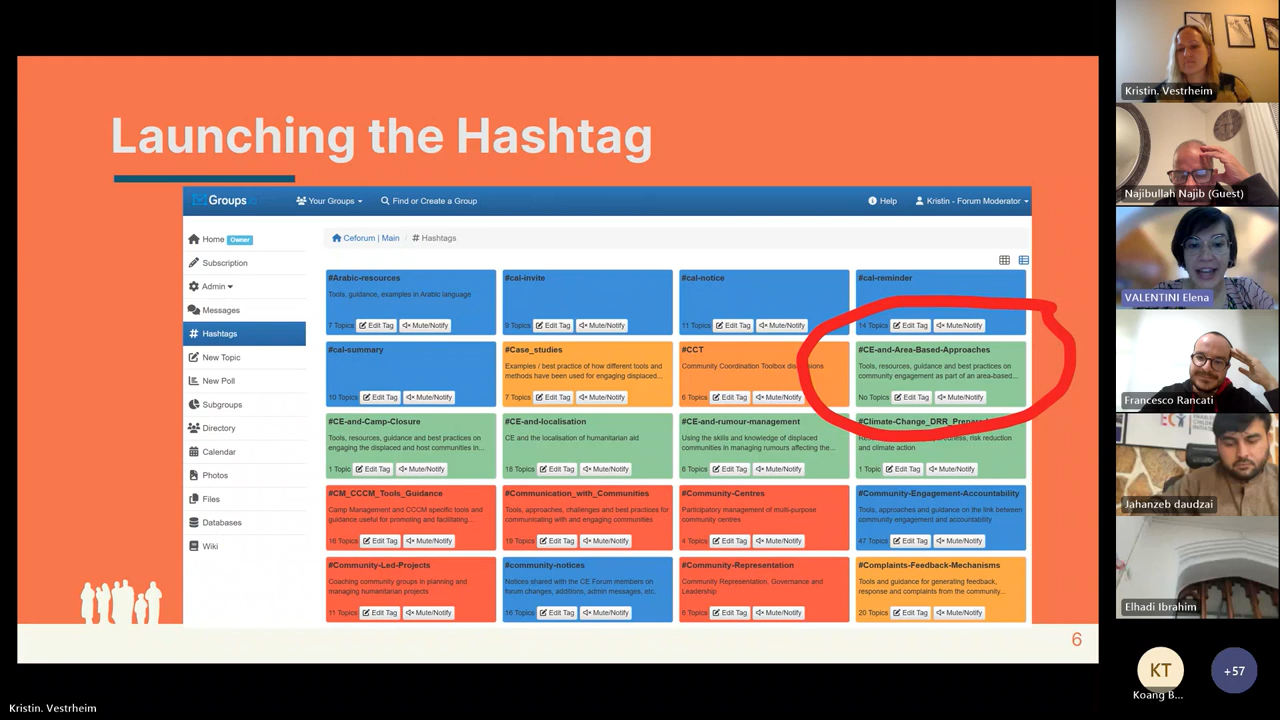 Launching the Hashtag
Groups.io
Your Groups
Find or Create a Group
Help
Kristin - Forum Moderator
Home Owner
Subscription
Admin
Messages
Hashtags
New Topic
New Poll
Subgroups
Directory
Calendar
Photos
Files
Databases
Wiki
Ceforum | Main / # Hashtags
#Arabic-resources
Tools, guidance, examples in Arabic language
7 Topics Edit Tag Mute/Notify
#cal-invite
9 Topics Edit Tag Mute/Notify
#cal-notice
11 Topics Edit Tag Mute/Notify
#cal-reminder
14 Topics Edit Tag Mute/Notify
#cal-summary
10 Topics Edit Tag Mute/Notify
#Case_studies
Examples / best practice of how different tools and
methods have been used for engaging displaced...
7 Topics Edit Tag Mute/Notify
#CCT
Community Coordination Toolbox discussions
6 Topics Edit Tag Mute/Notify
#CE-and-Area-Based-Approaches
Tools, resources, guidance and best practices on
community engagement as part of an area-based...
No Topics Edit Tag Mute/Notify
#CE-and-Camp-Closure
Tools, resources, guidance and best practices on
engaging the displaced and host communities in...
1 Topic Edit Tag Mute/Notify
#CE-and-localisation
CE and the localisation of humanitarian aid
18 Topics Edit Tag Mute/Notify
#CE-and-rumour-management
Using the skills and knowledge of displaced
communities in managing rumours affecting the...
6 Topics Edit Tag Mute/Notify
#Climate-Change_DRR_Prepared
risk reduction
and climate action
1 Topic Edit Tag Mute/Notify
#CM_CCCM_Tools_Guidance
Camp Management and CCCM specific tools and
guidance useful for promoting and facilitating...
16 Topics Edit Tag Mute/Notify
#Communication_with_Communities
Tools, approaches, challenges and best practices for
communicating with and engaging communities
19 Topics Edit Tag Mute/Notify
#Community-Centres
Participatory management of multi-purpose
community centres
4 Topics Edit Tag Mute/Notify
#Community-Engagement-Accountability
Tools, approaches and guidance on the link between
community engagement and accountability
47 Topics Edit Tag Mute/Notify
#Community-Led-Projects
Coaching community groups in planning and
managing humanitarian projects
11 Topics Edit Tag Mute/Notify
#community-notices
Notices shared with the CE Forum members on
forum changes, additions, admin messages, etc.
16 Topics Edit Tag Mute/Notify
#Community-Representation
Community Representation. Governance and
Leadership
6 Topics Edit Tag Mute/Notify
#Complaints-Feedback-Mechanisms
Tools and guidance for generating feedback,
response and complaints from the community...
20 Topics Edit Tag Mute/Notify
6
Kristin. Vestrheim
Kristin. Vestrheim
Najibullah Najib (Guest)
VALENTINI Elena
Francesco Rancati
Jahanzeb daudzai
Elhadi Ibrahim
KT
Koang B...
+57